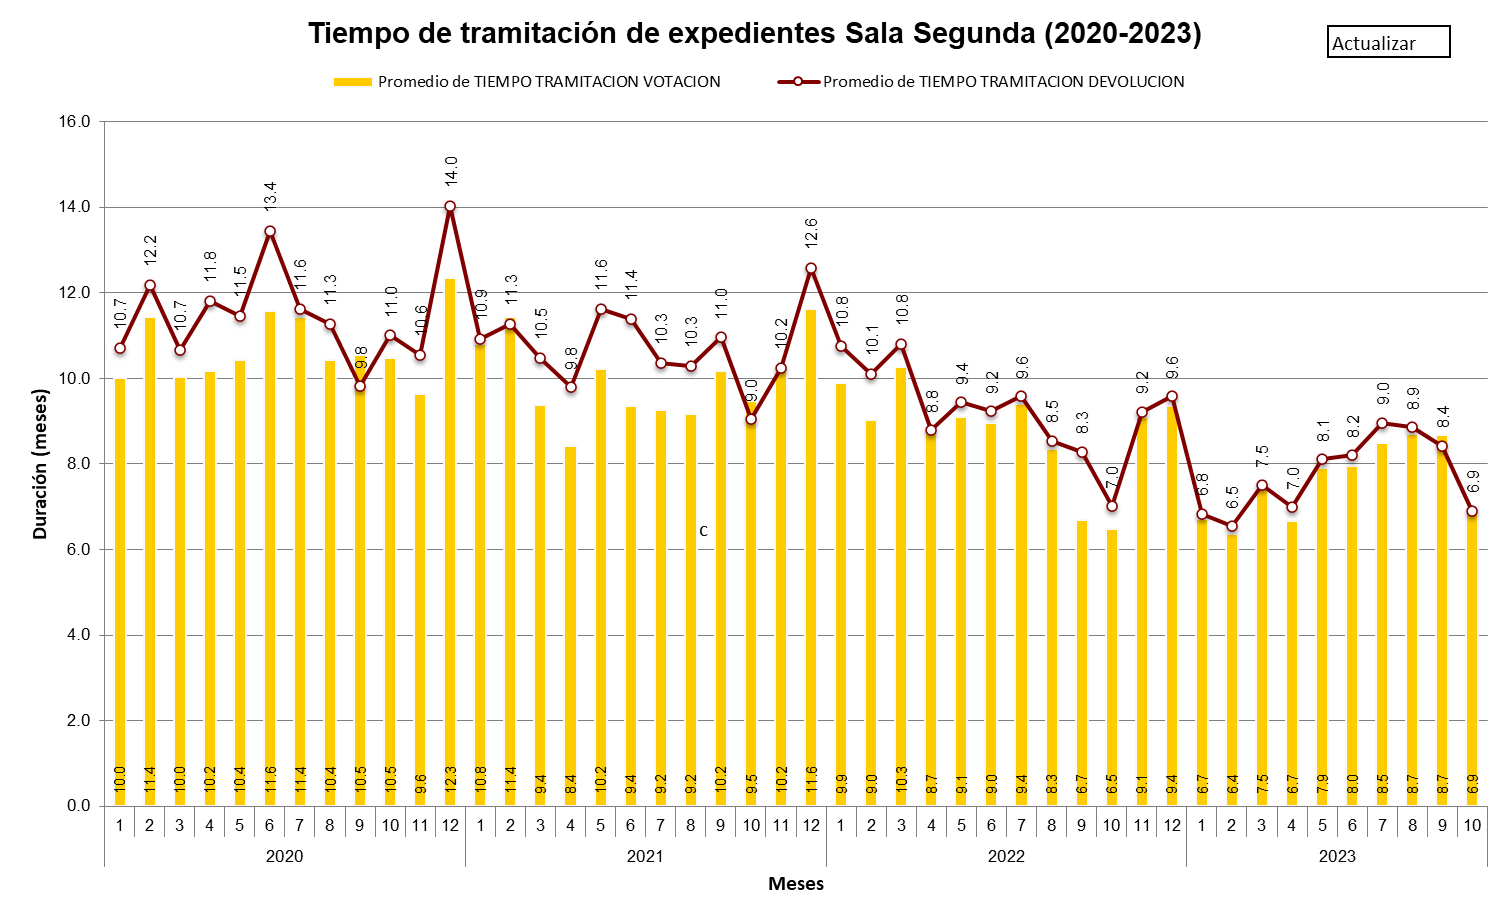 Tiempo de tramitación de expedientes Sala Segunda (2020-2023)
Actualizar
Promedio de TIEMPO TRAMITACION VOTACION
Promedio de TIEMPO TRAMITACION DEVOLUCION
16.0
14.0
12.0
10.0
8.0
6.0
4.0
2.0
0.0
Duración (meses)
10.7 12.2 10.7 11.8 11.5 13.4 11.6 11.3 9.8 11.0 10.6 14.0 10.9 11.3 10.5 9.8 11.6 11.4 10.3 10.3 11.0 9.0 10.2 12.6 10.8 10.1 10.8 8.8 9.4 9.2 9.6 8.5 8.3 7.0 9.2 9.6 6.8 6.5 7.5 7.0 8.1 8.2 9.0 8.9 8.4 6.9
c
10.0 11.4 10.0 10.2 10.4 11.6 11.4 10.4 10.5 10.5 9.6 12.3 10.8 11.4 9.4 8.4 10.2 9.4 9.2 9.2 10.2 9.5 10.2 11.6 9.9 9.0 10.3 8.7 9.1 9.0 9.4 8.3 6.7 6.5 9.1 9.4 6.7 6.4 7.5 6.7 7.9 8.0 8.5 8.7 8.7 6.9
1 2 3 4 5 6 7 8 9 10 11 12 1 2 3 4 5 6 7 8 9 10 11 12 1 2 3 4 5 6 7 8 9 10 11 12 1 2 3 4 5 6 7 8 9 10
2020 2021 2022 2023
Meses